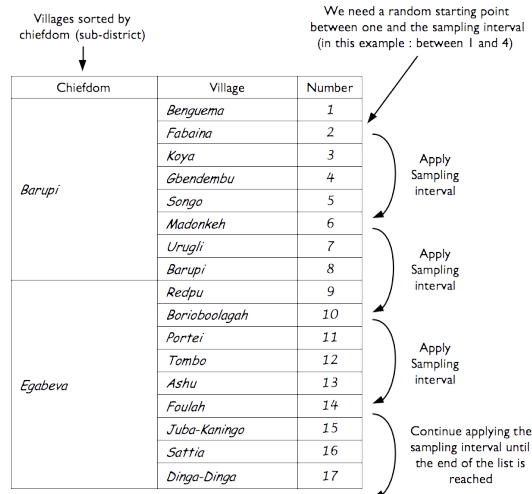 Villages sorted by
chiefdom (sub-district)
We need a random starting point
between one and the sampling interval
(in this example : between 1 and 4)
Chiefdom Village Number
Barupi
Benguema 1
Fabaina 2
Koya 3
Gbendembu 4
Songo 5
Madonkeh 6
Urugli 7
Barupi 8
Egabeva
Redpu 9
Borioboolagah 10
Portei 11
Tombo 12
Ashu 13
Foulah 14
Juba-Kaningo 15
Sattia 16
Dinga-Dinga 17
Apply
Sampling
interval
Apply
Sampling
interval
Apply
Sampling
interval
Continue applying the
sampling interval until
the end of the list is
reached